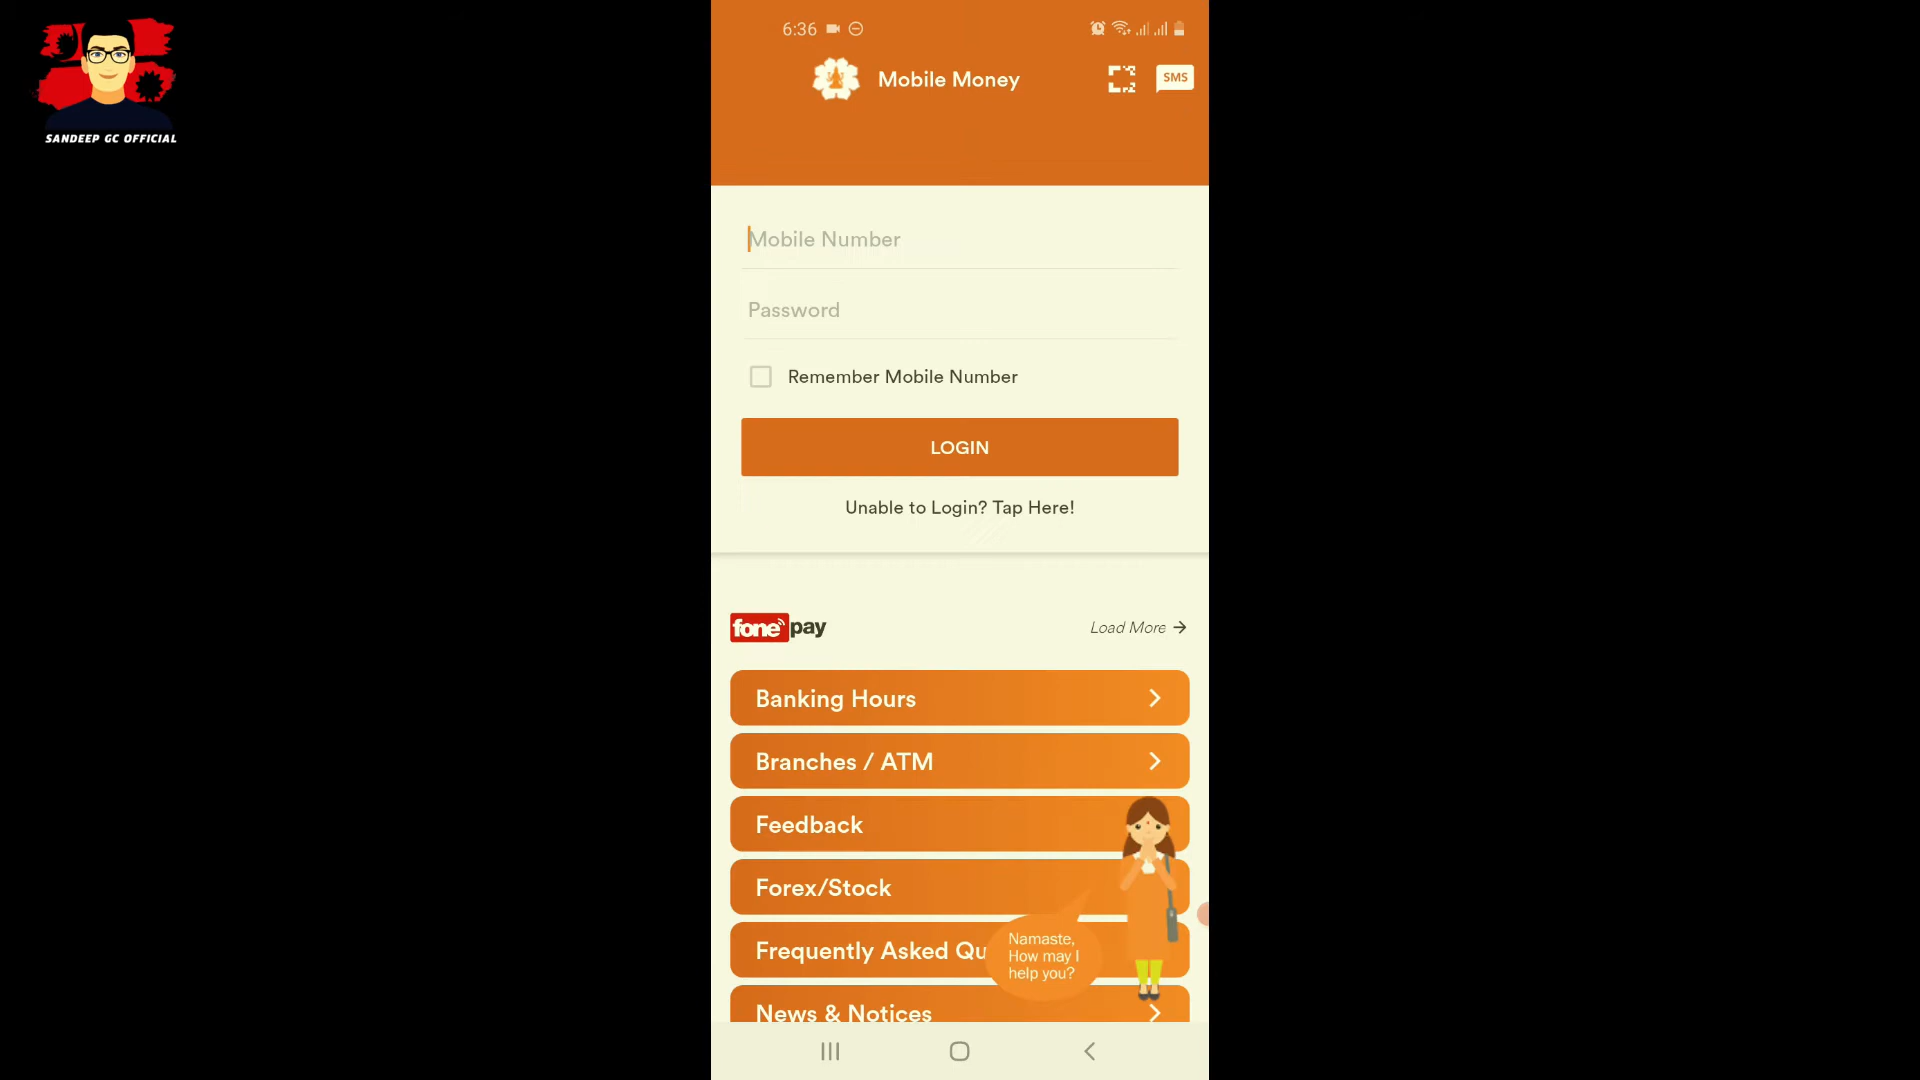 SANDEEP GC OFFICIAL
6:36
Mobile Money
SMS
Mobile Number
Password
Remember Mobile Number
LOGIN
Unable to Login? Tap Here!
fonepay
Load More
Banking Hours
Branches / ATM
Feedback
Forex/Stock
Frequently Asked Qu
Namaste,
How may I
help you?
News & Notices